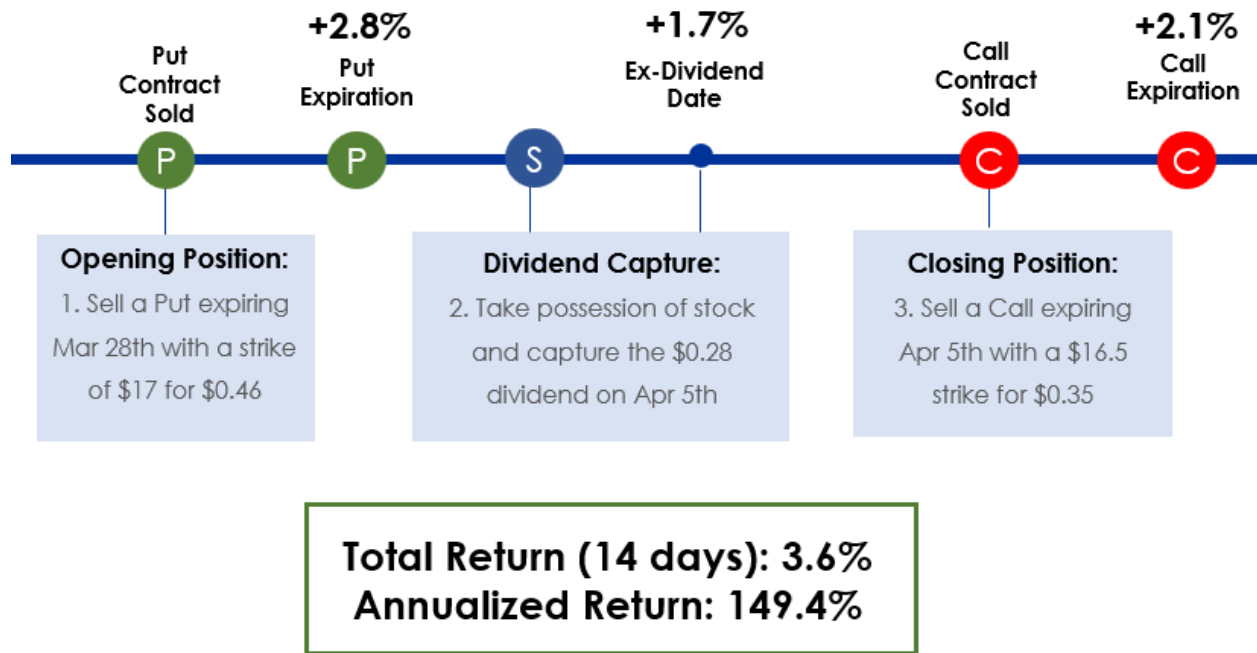 Put
Contract
Sold
P
+2.8%
Put
Expiration
P
S
+1.7%
Ex-Dividend
Date
Call
Contract
Sold
C
+2.1%
Call
Expiration
C
Opening Position:
1. Sell a Put expiring
Mar 28th with a strike
of $17 for $0.46
Dividend Capture:
2. Take possession of stock
and capture the $0.28
dividend on Apr 5th
Closing Position:
3. Sell a Call expiring
Apr 5th with a $16.5
strike for $0.35
Total Return (14 days): 3.6%
Annualized Return: 149.4%